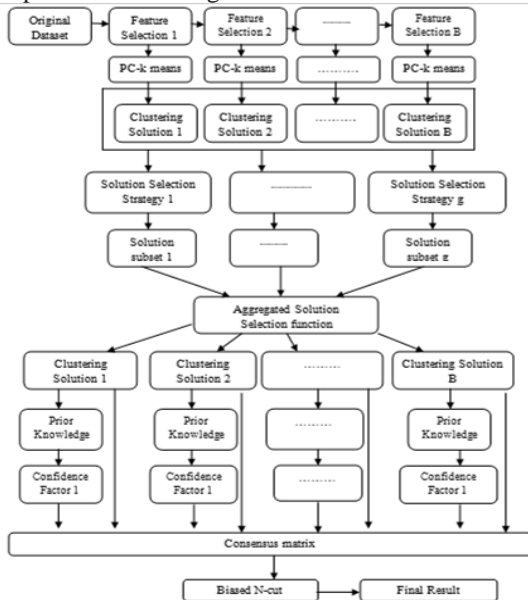 Original
Dataset
Feature
Selection 1
Feature
Selection 2
Feature
Selection B
PC-k means
PC-k means
PC-k means
Clustering
Solution 1
Clustering
Solution 2
Clustering
Solution B
Solution Selection
Strategy 1
Solution Selection
Strategy g
Solution
subset 1
Solution
subset g
Aggregated Solution
Selection function
Clustering
Solution 1
Clustering
Solution 2
Clustering Solution
B
Prior
Knowledge
Prior
Knowledge
Prior
Knowledge
Confidence
Factor 1
Confidence
Factor 1
Confidence
Factor 1
Consensus matrix
Biased N-cut
Final Result